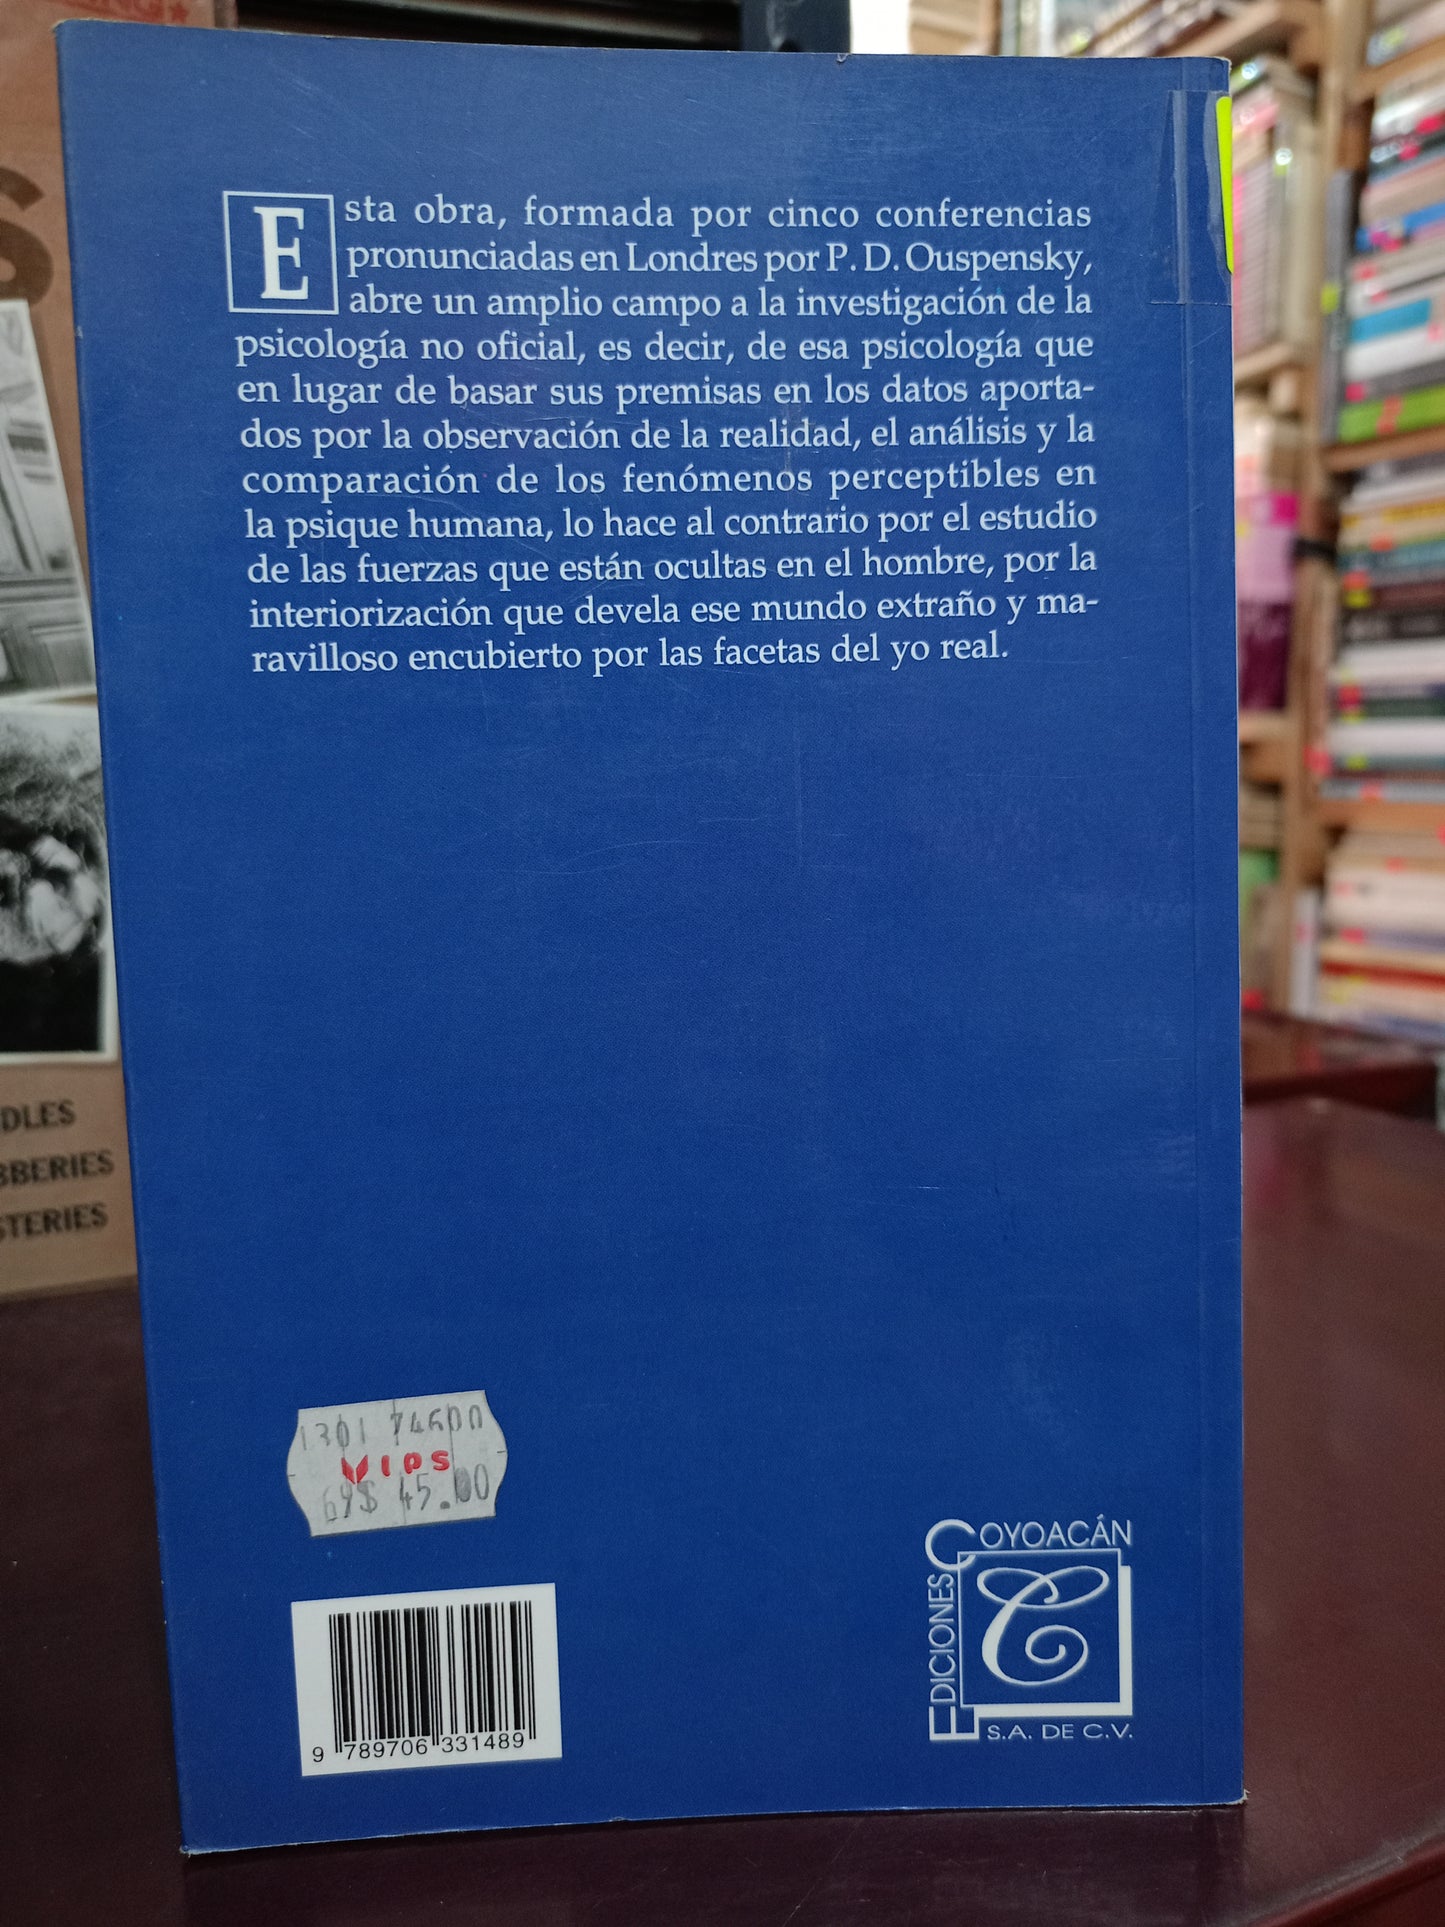 Esta obra, formada por cinco conferencias
pronunciadas en Londres por P. D. Ouspensky,
abre un amplio campo a la investigación de la
psicología no oficial, es decir, de esa psicología que
en lugar de basar sus premisas en los datos aporta-
dos por la observación de la realidad, el análisis y la
comparación de los fenómenos perceptibles en
la psique humana, lo hace al contrario por el estudio
de las fuerzas que están ocultas en el hombre, por la
interiorización que devela ese mundo extraño y ma-
ravilloso encubierto por las facetas del yo real.
DLES
BBERIES
STERIES
1301 74600
VIPS
69$ 45.00
9 789706 331489
EDICIONES COYOACÁN
S.A. DE C.V.